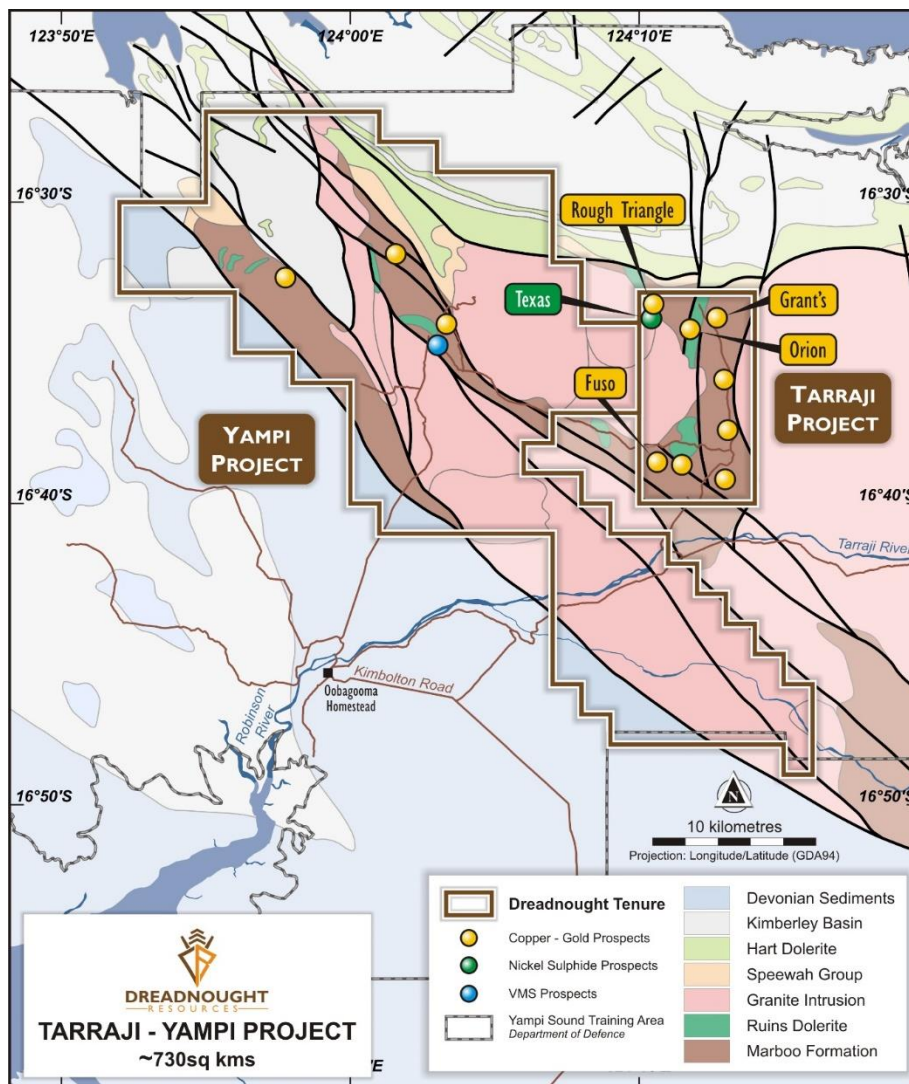 123°50'E
124°00'E
124°10'E
16°30'S
16°30'S
Rough Triangle
Texas
Grant's
Orion
Fuso
TARRAJI
PROJECT
YAMPI
PROJECT
16°40'S
16°40'S
Tarraji River
Kimbolton Road
Oobagooma
Homestead
Robinson
River
16°50'S
16°50'S
N
10 kilometres
Projection: Longitude/Latitude (GDA94)
Dreadnought Tenure
Copper - Gold Prospects
Nickel Sulphide Prospects
VMS Prospects
Yampi Sound Training Area
Department of Defence
Devonian Sediments
Kimberley Basin
Hart Dolerite
Speewah Group
Granite Intrusion
Ruins Dolerite
Marboo Formation
DREADNOUGHT
RESOURCES
TARRAJI - YAMPI PROJECT
~730sq kms